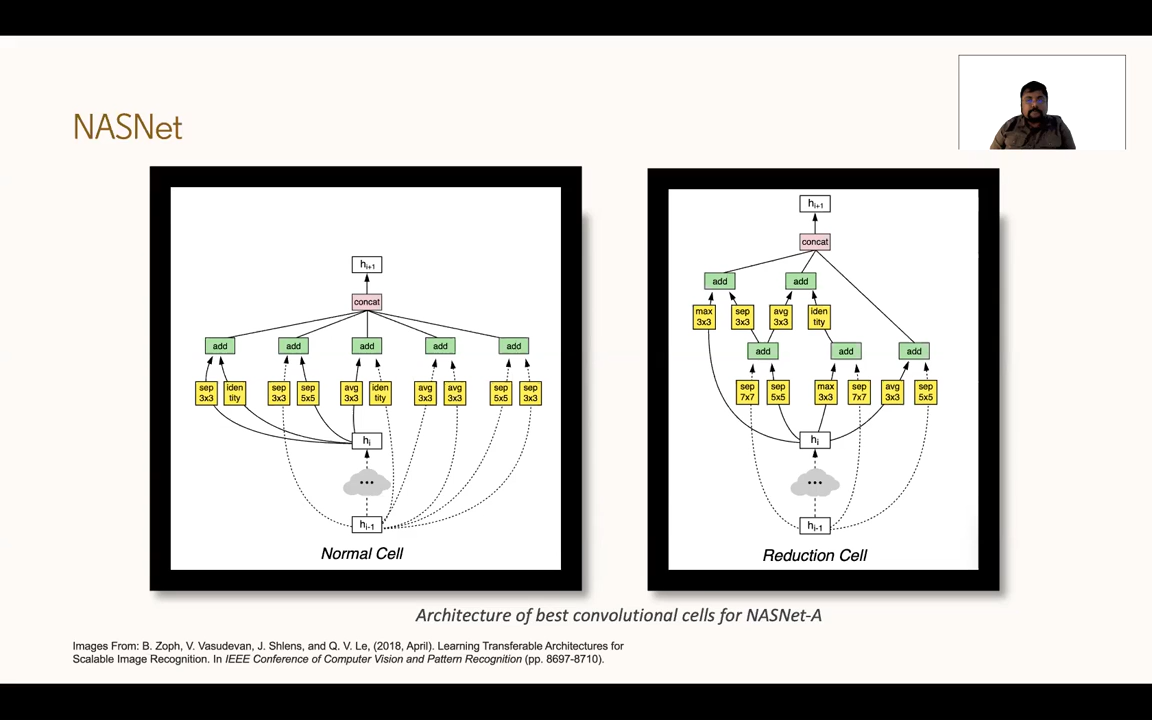 NASNet
hi+1
concat
add add add add add
sep 3x3 iden tity sep 3x3 sep 5x5 avg 3x3 iden tity avg 3x3 avg 3x3 sep 5x5 sep 3x3
hi
...
hi-1
Normal Cell
hi+1
concat
add add
max 3x3 sep 3x3 avg 3x3 iden tity
add add add
sep 7x7 sep 5x5 max 3x3 sep 7x7 avg 3x3 sep 5x5
hi
...
hi-1
Reduction Cell
Architecture of best convolutional cells for NASNet-A
Images From: B. Zoph, V. Vasudevan, J. Shlens, and Q. V. Le, (2018, April). Learning Transferable Architectures for
Scalable Image Recognition. In IEEE Conference of Computer Vision and Pattern Recognition (pp. 8697-8710).